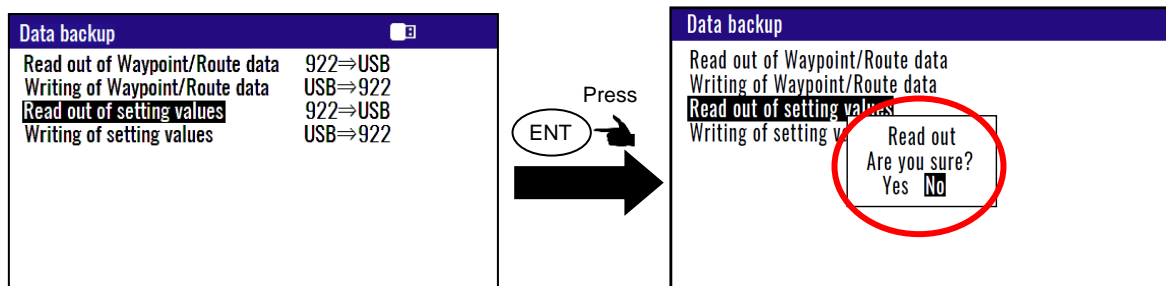 Data backup
Read out of Waypoint/Route data 922⇒USB
Writing of Waypoint/Route data USB⇒922
Read out of setting values 922⇒USB
Writing of setting values USB⇒922
Press
ENT
Data backup
Read out of Waypoint/Route data
Writing of Waypoint/Route data
Read out of setting values
Writing of setting v
Read out
Are you sure?
Yes No